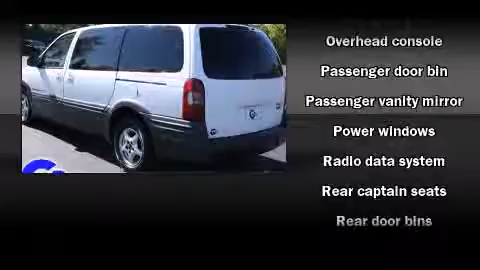 Overhead console
Passenger door bin
Passenger vanity mirror
Power windows
Radio data system
Rear captain seats
Rear door bins